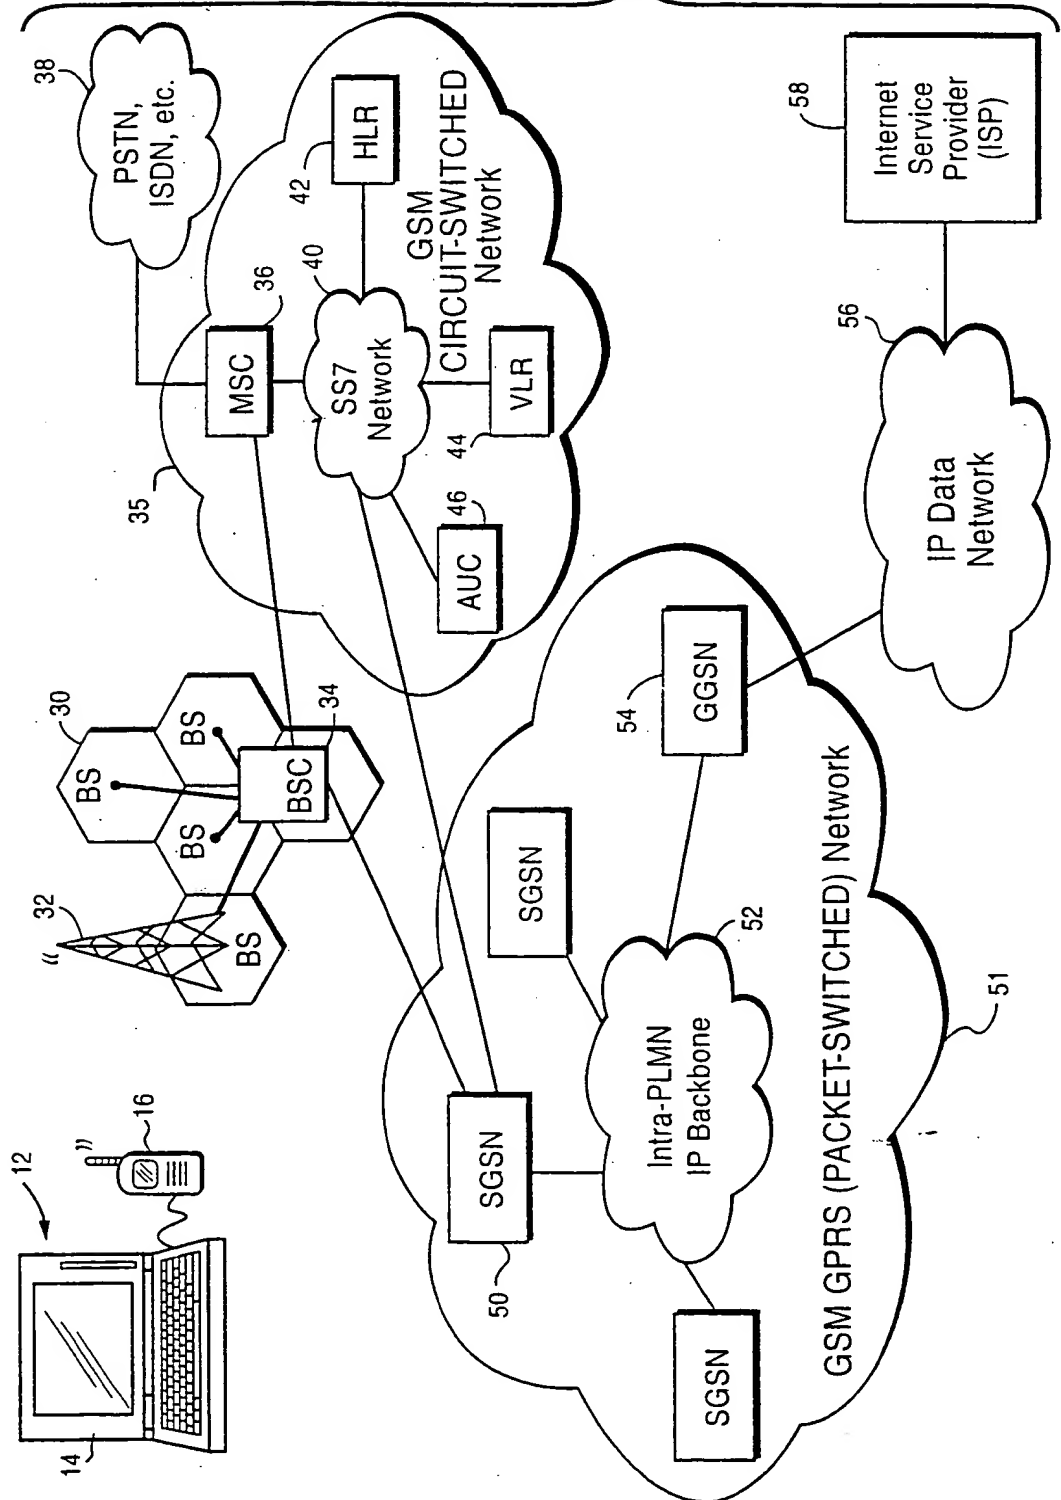 12
14
16
32
BS
30
BS
BS
BS
BSC
34
35
MSC
36
38
PSTN,
ISDN, etc.
SS7
Network
40
HLR
42
VLR
44
AUC
46
GSM
CIRCUIT-SWITCHED
Network
SGSN
50
SGSN
SGSN
Intra-PLMN
IP Backbone
52
GGSN
54
GSM GPRS (PACKET-SWITCHED) Network
51
IP Data
Network
56
Internet
Service
Provider
(ISP)
58